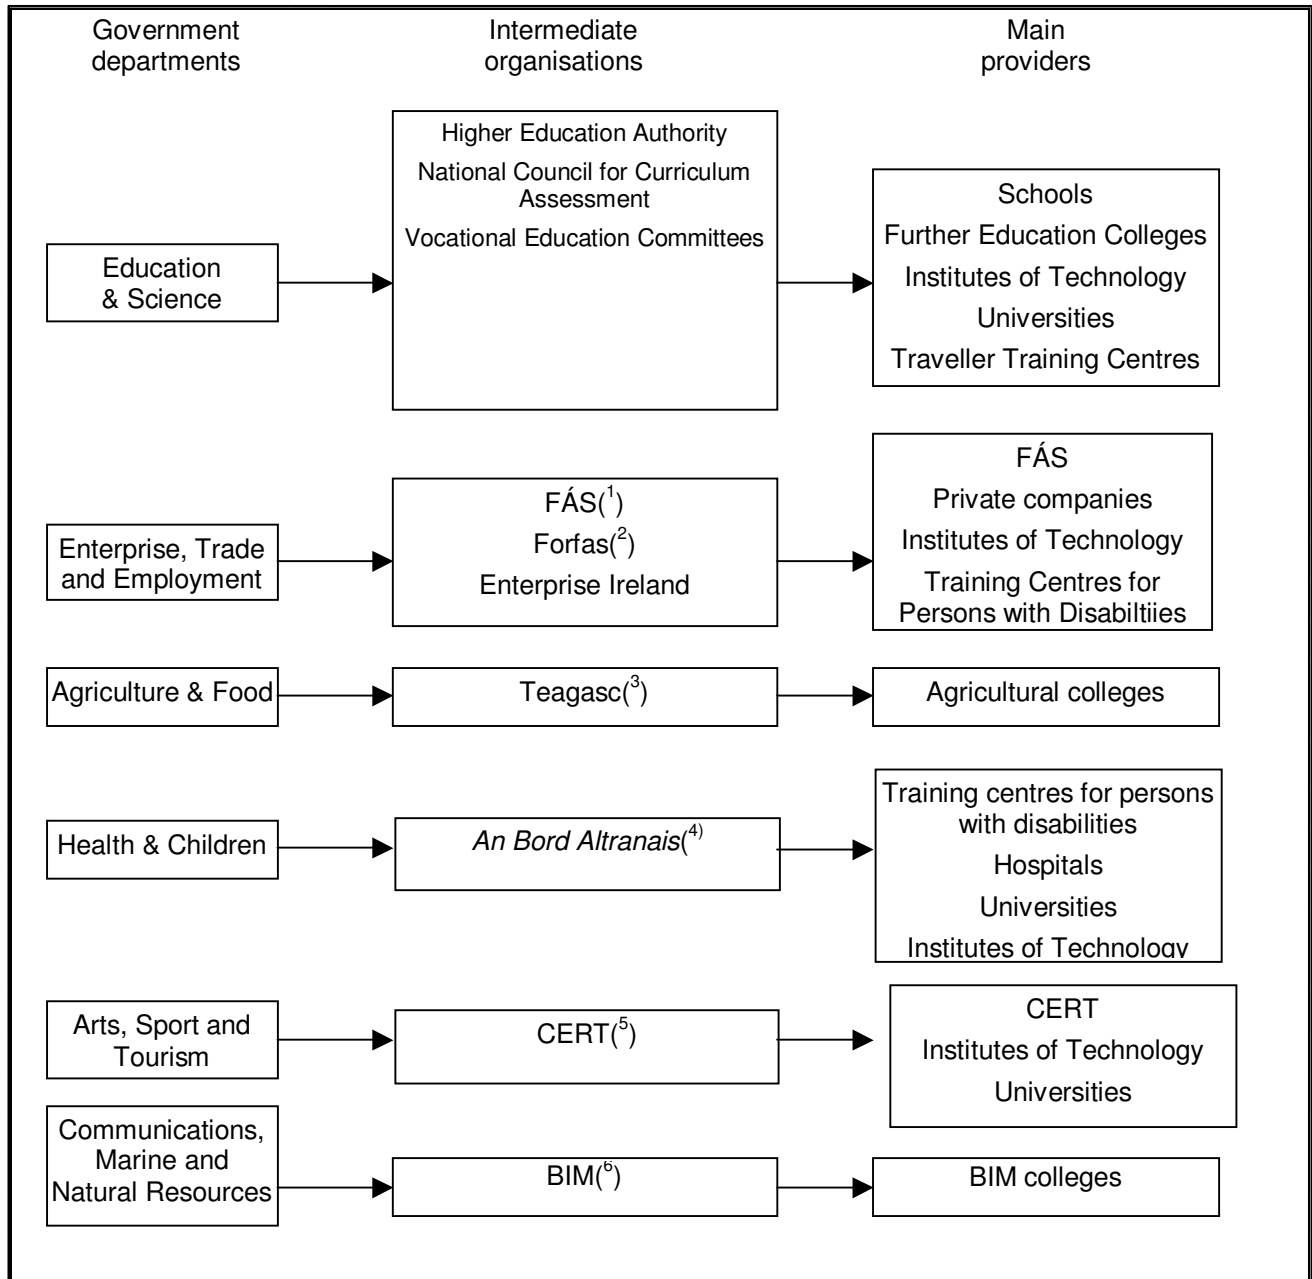 Government
departments
Intermediate
organisations
Main
providers
Education
& Science
Higher Education Authority
National Council for Curriculum
Assessment
Vocational Education Committees
Schools
Further Education Colleges
Institutes of Technology
Universities
Traveller Training Centres
Enterprise, Trade
and Employment
FÁS(¹)
Forfas(²)
Enterprise Ireland
FÁS
Private companies
Institutes of Technology
Training Centres for
Persons with Disabiltiies
Agriculture & Food
Teagasc(³)
Agricultural colleges
Health & Children
An Bord Altranais(⁴)
Training centres for persons
with disabilities
Hospitals
Universities
Institutes of Technology
Arts, Sport and
Tourism
CERT(⁵)
CERT
Institutes of Technology
Universities
Communications,
Marine and
Natural Resources
BIM(⁶)
BIM colleges